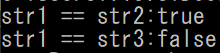 str1 == str2:true
str1 == str3:false